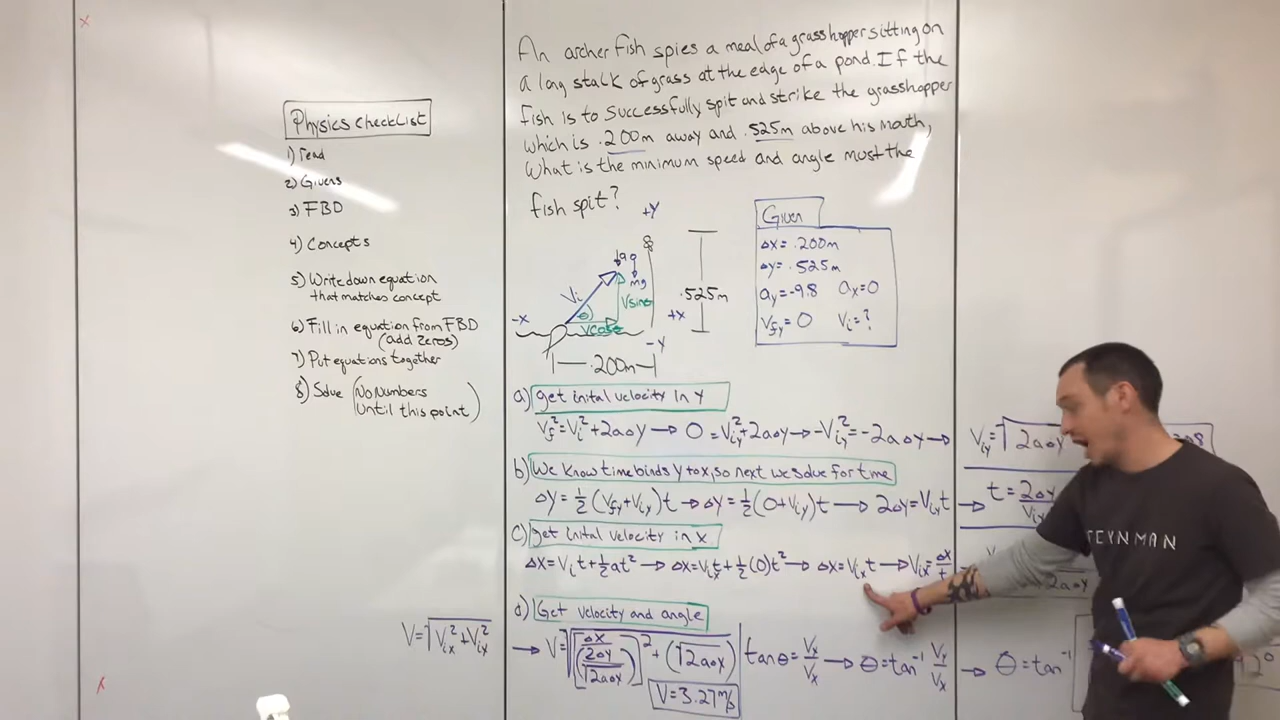 Physics Checklist
1) read
2) Givens
3) FBD
4) Concepts
5) Write down equation
that matches concept
6) Fill in equation from FBD
(add zeros)
7) Put equations together
8) Solve (No Numbers
Until this point)
An archer fish spies a meal of a grasshopper sitting on
a long stalk of grass at the edge of a pond. If the
fish is to successfully spit and strike the grasshopper
which is .200m away and .525m above his mouth,
What is the minimum speed and angle must the
fish spit?
+Y
ag
mg
Vi
Vsinθ
θ
Vcosθ
-X
+X
-Y
.525m
.200m
Given
Δx= .200m
Δy= .525m
ay=-9.8 ax=0
Vfy=0 Vi=?
a) get inital velocity in y
Vf²=Vi²+2aΔy → 0=Viy²+2aΔy → -Viy²=-2aΔy →
Viy=√2aΔy
b) We know time binds y to x, so next we solve for time
Δy=½(Vfy+Viy)t → Δy=½(0+Viy)t → 2Δy=Viyt →
t=2Δy/Viy
c) get inital velocity in x
Δx=Vit+½at² → Δx=Vixt+½(0)t² → Δx=Vixt → Vix=Δx/t
√2aΔy
d) Get velocity and angle
V=√Vix²+Vix² → V=√[Δx/(2Δy/√2aΔx)]²+(√2aΔx)
V=3.27m/s
tanθ=Vx/Vx → θ=tan⁻¹ Vy/Vx → θ=tan⁻¹
FEYNMAN